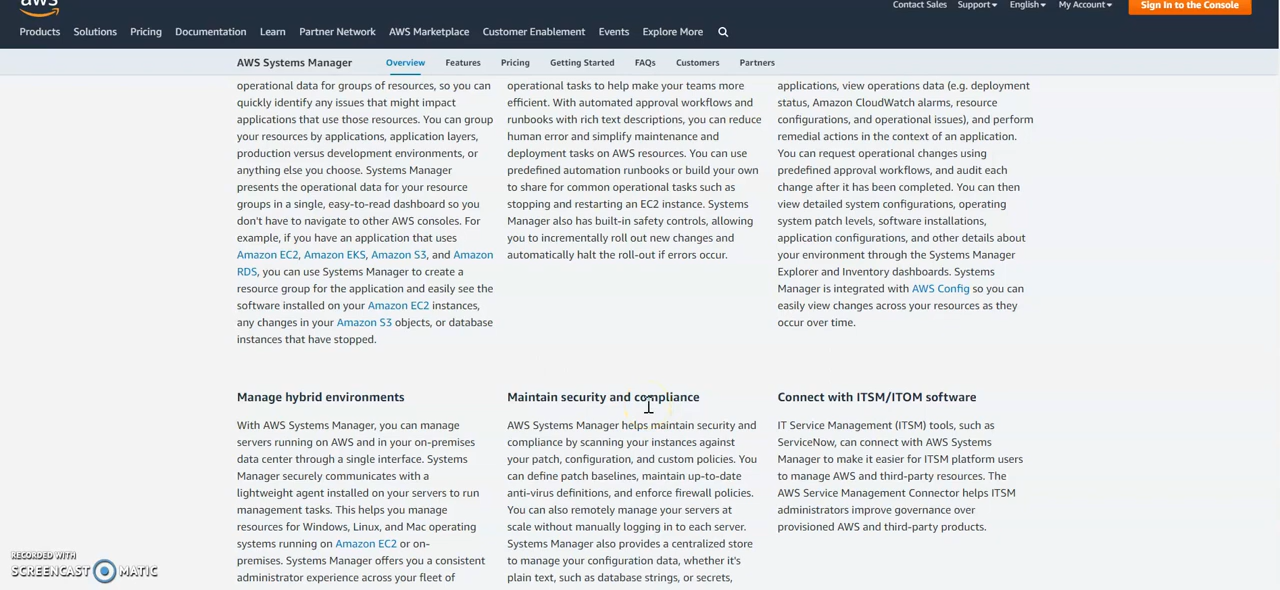 aws
Contact Sales Support English My Account Sign In to the Console
Products Solutions Pricing Documentation Learn Partner Network AWS Marketplace Customer Enablement Events Explore More
AWS Systems Manager Overview Features Pricing Getting Started FAQs Customers Partners
operational data for groups of resources, so you can
quickly identify any issues that might impact
applications that use those resources. You can group
your resources by applications, application layers,
production versus development environments, or
anything else you choose. Systems Manager
presents the operational data for your resource
groups in a single, easy-to-read dashboard so you
don't have to navigate to other AWS consoles. For
example, if you have an application that uses
Amazon EC2, Amazon EKS, Amazon S3, and Amazon
RDS, you can use Systems Manager to create a
resource group for the application and easily see the
software installed on your Amazon EC2 instances,
any changes in your Amazon S3 objects, or database
instances that have stopped.
operational tasks to help make your teams more
efficient. With automated approval workflows and
runbooks with rich text descriptions, you can reduce
human error and simplify maintenance and
deployment tasks on AWS resources. You can use
predefined automation runbooks or build your own
to share for common operational tasks such as
stopping and restarting an EC2 instance. Systems
Manager also has built-in safety controls, allowing
you to incrementally roll out new changes and
automatically halt the roll-out if errors occur.
applications, view operations data (e.g. deployment
status, Amazon CloudWatch alarms, resource
configurations, and operational issues), and perform
remedial actions in the context of an application.
You can request operational changes using
predefined approval workflows, and audit each
change after it has been completed. You can then
view detailed system configurations, operating
system patch levels, software installations,
application configurations, and other details about
your environment through the Systems Manager
Explorer and Inventory dashboards. Systems
Manager is integrated with AWS Config so you can
easily view changes across your resources as they
occur over time.
Manage hybrid environments
With AWS Systems Manager, you can manage
servers running on AWS and in your on-premises
data center through a single interface. Systems
Manager securely communicates with a
lightweight agent installed on your servers to run
management tasks. This helps you manage
resources for Windows, Linux, and Mac operating
systems running on Amazon EC2 or on-
premises. Systems Manager offers you a consistent
administrator experience across your fleet of
Maintain security and compliance
AWS Systems Manager helps maintain security and
compliance by scanning your instances against
your patch, configuration, and custom policies. You
can define patch baselines, maintain up-to-date
anti-virus definitions, and enforce firewall policies.
You can also remotely manage your servers at
scale without manually logging in to each server.
Systems Manager also provides a centralized store
to manage your configuration data, whether it's
plain text, such as database strings, or secrets,
Connect with ITSM/ITOM software
IT Service Management (ITSM) tools, such as
ServiceNow, can connect with AWS Systems
Manager to make it easier for ITSM platform users
to manage AWS and third-party resources. The
AWS Service Management Connector helps ITSM
administrators improve governance over
provisioned AWS and third-party products.
RECORDED WITH
SCREENCAST MATIC